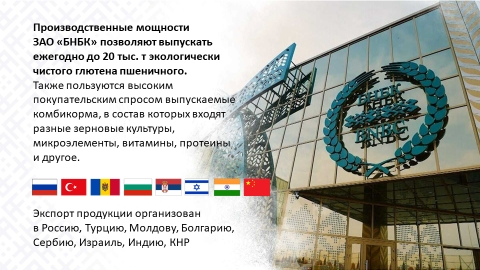 Производственные мощности
ЗАО «БНБК» позволяют выпускать
ежегодно до 20 тыс. т экологически
чистого глютена пшеничного.
Также пользуются высоким
покупательским спросом выпускаемые
комбикорма, в состав которых входят
разные зерновые культуры,
микроэлементы, витамины, протеины
и другое.
Экспорт продукции организован
в Россию, Турцию, Молдову, Болгарию,
Сербию, Израиль, Индию, КНР